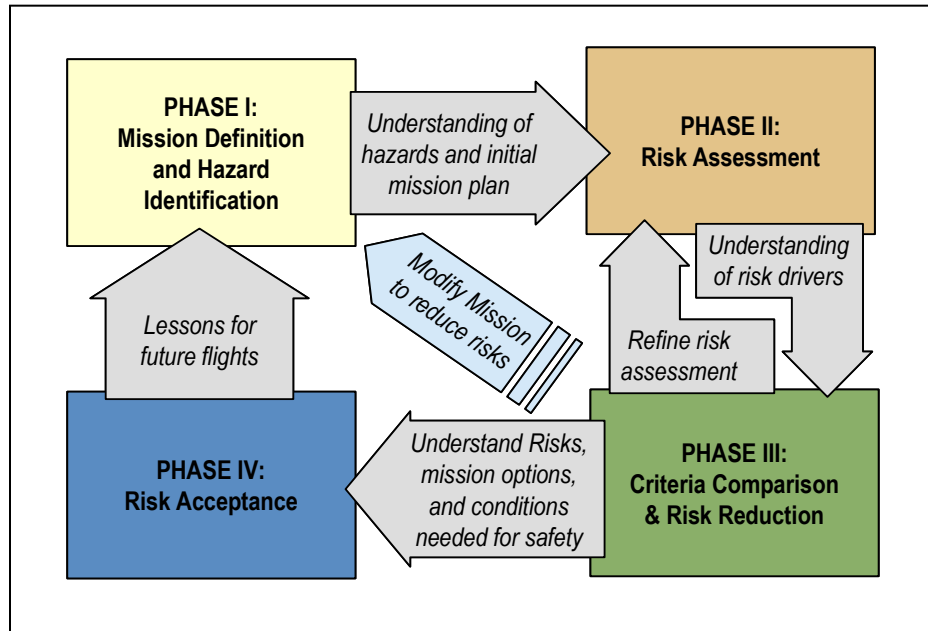 PHASE I:
Mission Definition
and Hazard
Identification
Understanding of
hazards and initial
mission plan
PHASE II:
Risk Assessment
Understanding
of risk drivers
Refine risk
assessment
Modify Mission
to reduce risks
Lessons for
future flights
PHASE IV:
Risk Acceptance
Understand Risks,
mission options,
and conditions
needed for safety
PHASE III:
Criteria Comparison
& Risk Reduction